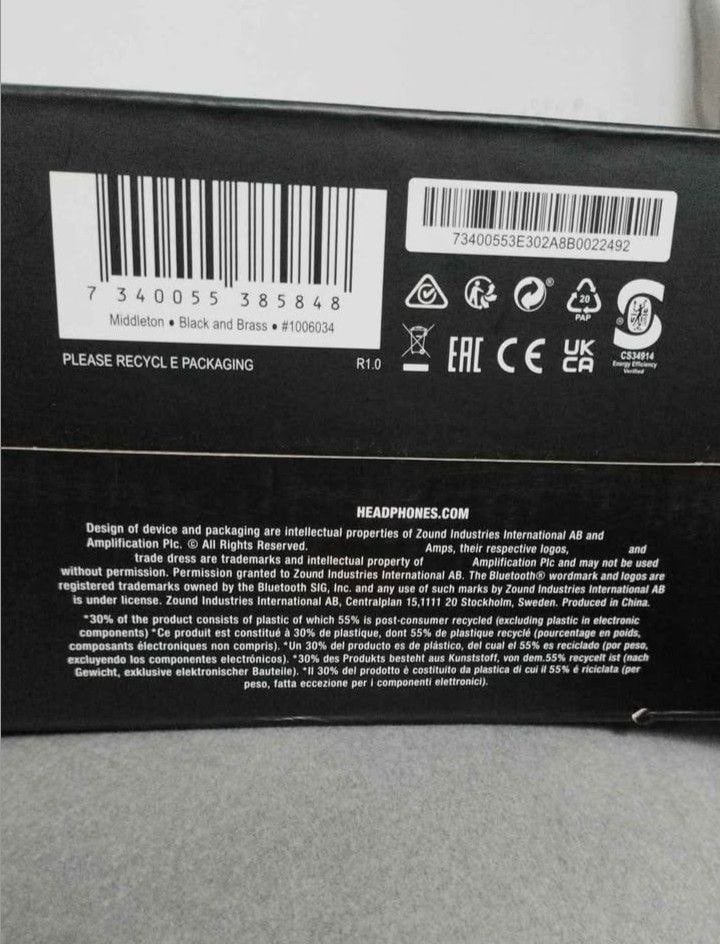 7 340055 385848
Middleton • Black and Brass • #1006034
PLEASE RECYCL E PACKAGING
R1.0
73400553E302A8B0022492
20
PAP
EAC
CE
UK
CA
S
CS34914
Energy Efficiency
Verified
HEADPHONES.COM
Design of device and packaging are intellectual properties of Zound Industries International AB and
Amplification Plc. © All Rights Reserved. Amps, their respective logos, and
trade dress are trademarks and intellectual property of Amplification Plc and may not be used
without permission. Permission granted to Zound Industries International AB. The Bluetooth® wordmark and logos are
registered trademarks owned by the Bluetooth SIG, Inc. and any use of such marks by Zound Industries International AB
is under license. Zound Industries International AB, Centralplan 15,1111 20 Stockholm, Sweden. Produced in China.
*30% of the product consists of plastic of which 55% is post-consumer recycled (excluding plastic in electronic
components) *Ce produit est constitué à 30% de plastique, dont 55% de plastique recyclé (pourcentage en poids,
composants électroniques non compris). *Un 30% del producto es de plástico, del cual el 55% es reciclado (por peso,
excluyendo los componentes electrónicos). *30% des Produkts besteht aus Kunststoff, von dem.55% recycelt ist (nach
Gewicht, exklusive elektronischer Bauteile). *Il 30% del prodotto é costituito da plastica di cui il 55% é riciclata (per
peso, fatta eccezione per i componenti elettronici).